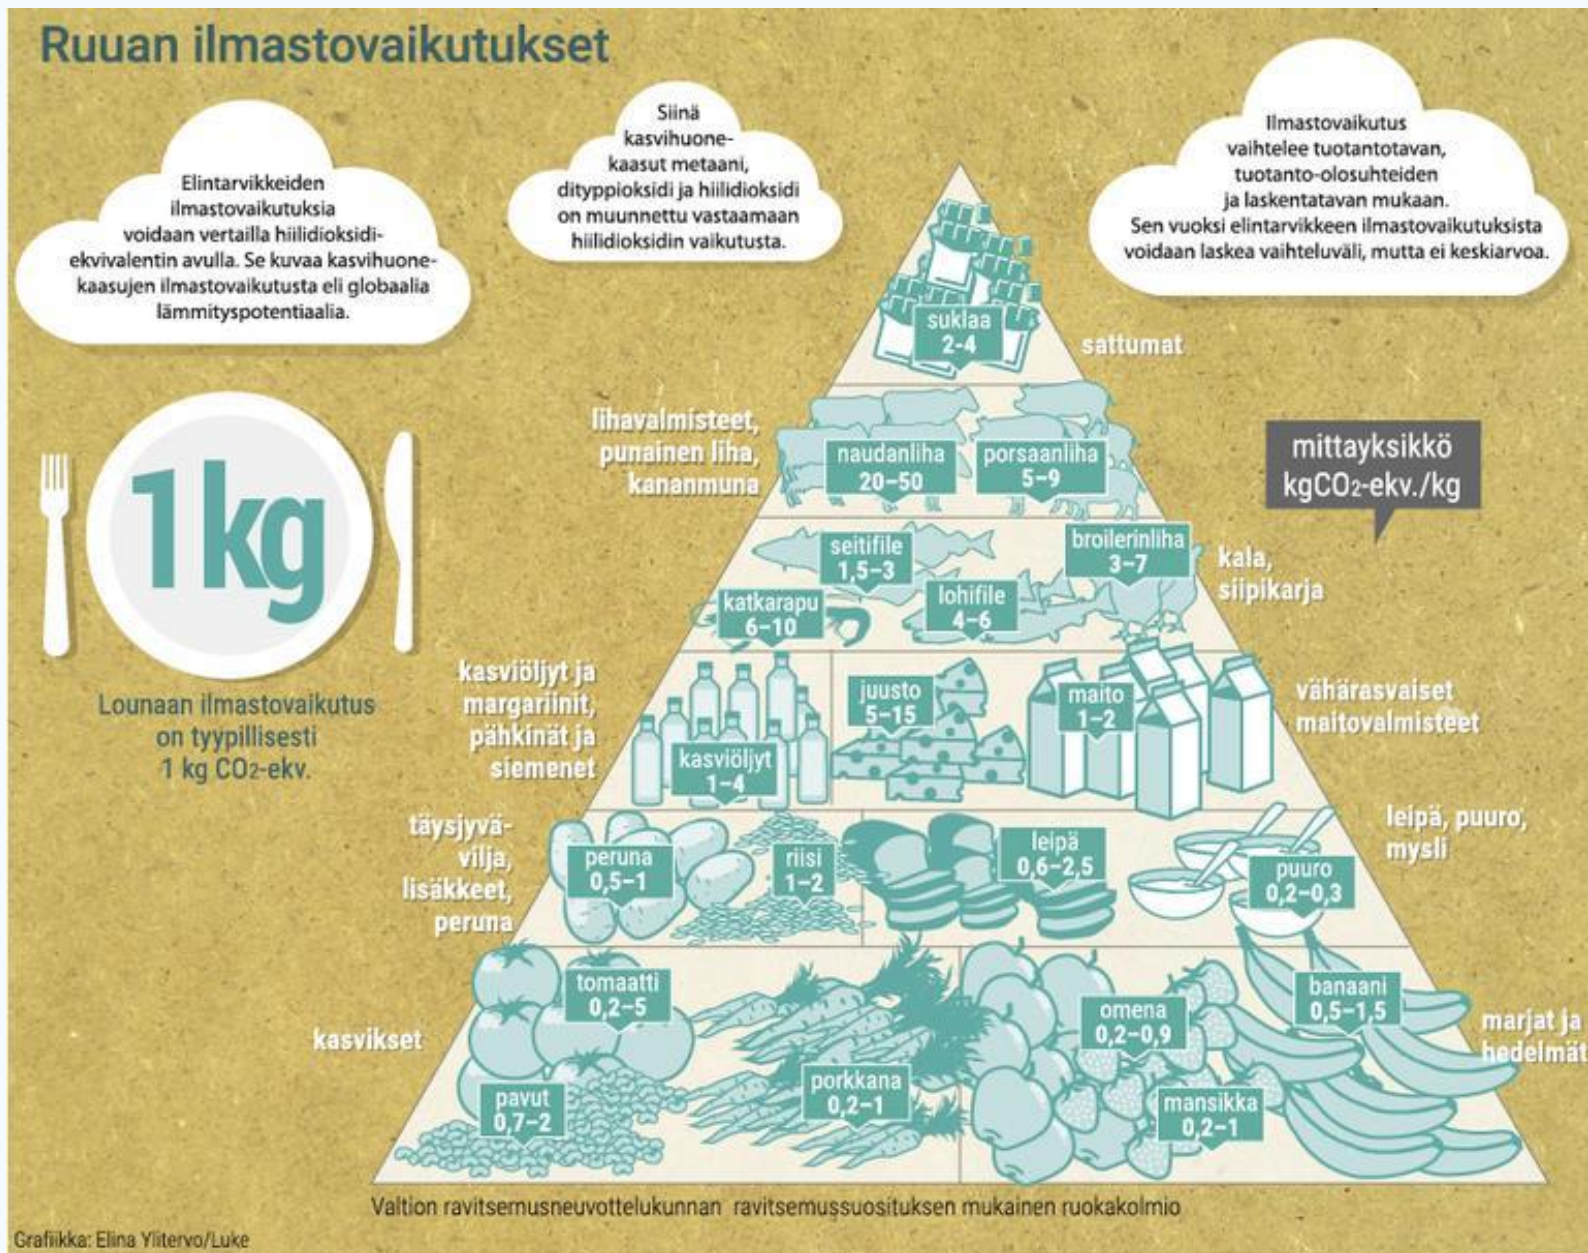 Ruuan ilmastovaikutukset
Elintarvikkeiden
ilmastovaikutuksia
voidaan vertailla hiilidioksidi-
ekvivalentin avulla. Se kuvaa kasvihuone-
kaasujen ilmastovaikutusta eli globaalia
lämmityspotentiaalia.
Siinä
kasvihuone-
kaasut metaani,
dityppioksidi ja hiilidioksidi
on muunnettu vastaamaan
hiilidioksidin vaikutusta.
Ilmastovaikutus
vaihtelee tuotantotavan,
tuotanto-olosuhteiden
ja laskentatavan mukaan.
Sen vuoksi elintarvikkeen ilmastovaikutuksista
voidaan laskea vaihteluväli, mutta ei keskiarvoa.
1kg
Lounaan ilmastovaikutus
on tyypillisesti
1 kg CO2-ekv.
mittayksikkö
kgCO2-ekv./kg
suklaa
2-4
sattumat
lihavalmisteet,
punainen liha,
kananmuna
naudanliha
20–50
porsaanliha
5–9
seitifile
1,5–3
broilerinliha
3–7
katkarapu
6–10
lohifile
4–6
kala,
siipikarja
kasviöljyt ja
margariinit,
pähkinät ja
siemenet
kasviöljyt
1–4
juusto
5–15
maito
1–2
vähärasvaiset
maitovalmisteet
täysjyvä-
vilja,
lisäkkeet,
peruna
peruna
0,5–1
riisi
1–2
leipä
0,6–2,5
puuro
0,2–0,3
leipä, puuro,
mysli
kasvikset
tomaatti
0,2–5
pavut
0,7–2
porkkana
0,2–1
omena
0,2–0,9
mansikka
0,2–1
banaani
0,5–1,5
marjat ja
hedelmät
Valtion ravitsemusneuvottelukunnan ravitsemussuosituksen mukainen ruokakolmio
Grafiikka: Elina Ylitervo/Luke